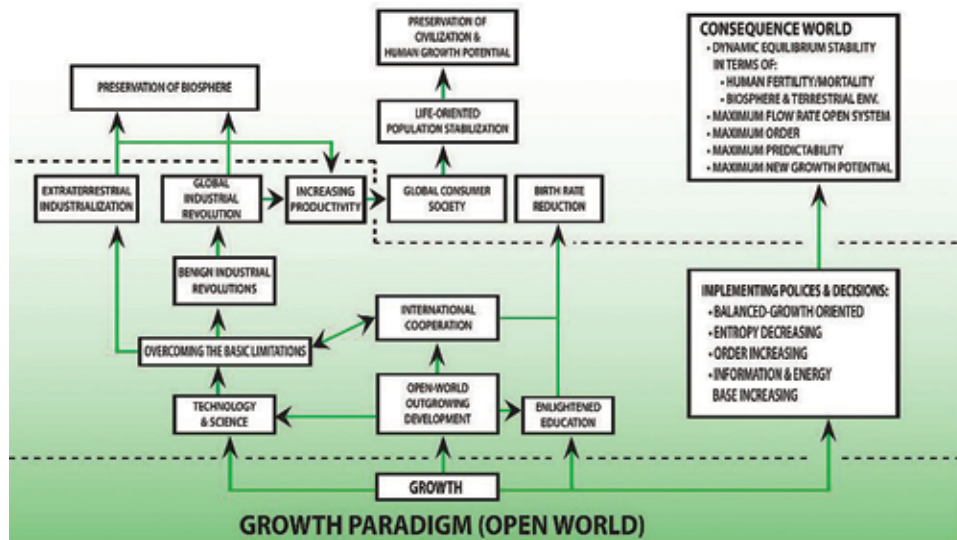 PRESERVATION OF
CIVILIZATION &
HUMAN GROWTH POTENTIAL
CONSEQUENCE WORLD
• DYNAMIC EQUILIBRIUM STABILITY
IN TERMS OF:
• HUMAN FERTILITY/MORTALITY
• BIOSPHERE & TERRESTRIAL ENV.
• MAXIMUM FLOW RATE OPEN SYSTEM
• MAXIMUM ORDER
• MAXIMUM PREDICTABILITY
• MAXIMUM NEW GROWTH POTENTIAL
PRESERVATION OF BIOSPHERE
LIFE-ORIENTED
POPULATION STABILIZATION
EXTRATERRESTRIAL
INDUSTRIALIZATION
GLOBAL
INDUSTRIAL
REVOLUTION
INCREASING
PRODUCTIVITY
GLOBAL CONSUMER
SOCIETY
BIRTH RATE
REDUCTION
BENIGN INDUSTRIAL
REVOLUTIONS
INTERNATIONAL
COOPERATION
IMPLEMENTING POLICES & DECISIONS:
• BALANCED-GROWTH ORIENTED
• ENTROPY DECREASING
• ORDER INCREASING
• INFORMATION & ENERGY
BASE INCREASING
OVERCOMING THE BASIC LIMITATIONS
TECHNOLOGY
& SCIENCE
OPEN-WORLD
OUTGROWING
DEVELOPMENT
ENLIGHTENED
EDUCATION
GROWTH
GROWTH PARADIGM (OPEN WORLD)